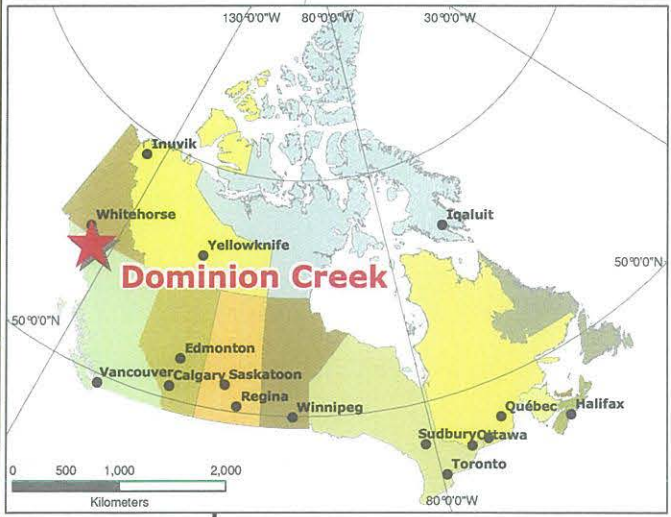 130°0'0"W 80°0'0"W 30°0'0"W
Inuvik
Whitehorse
Iqaluit
Yellowknife
50°0'0"N
Dominion Creek
50°0'0"N
Edmonton
Vancouver Calgary Saskatoon
Regina
Québec Halifax
Winnipeg
Sudbury Ottawa
Toronto
0 500 1,000 2,000
Kilometers
80°0'0"W